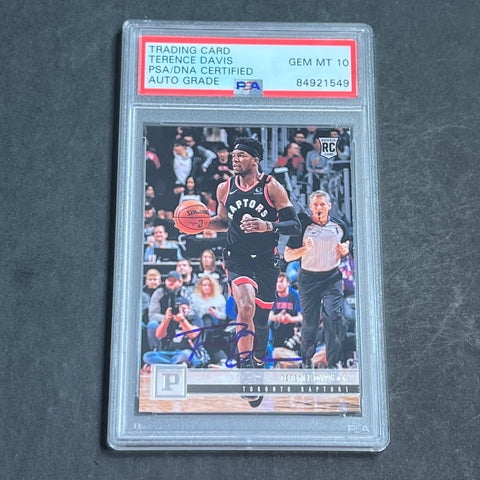 TRADING CARD
TERENCE DAVIS
PSA/DNA CERTIFIED
AUTO GRADE
GEM MT 10
84921549
PSA
RC
RAPTORS
P
TORONTO RAPTORS
PSA